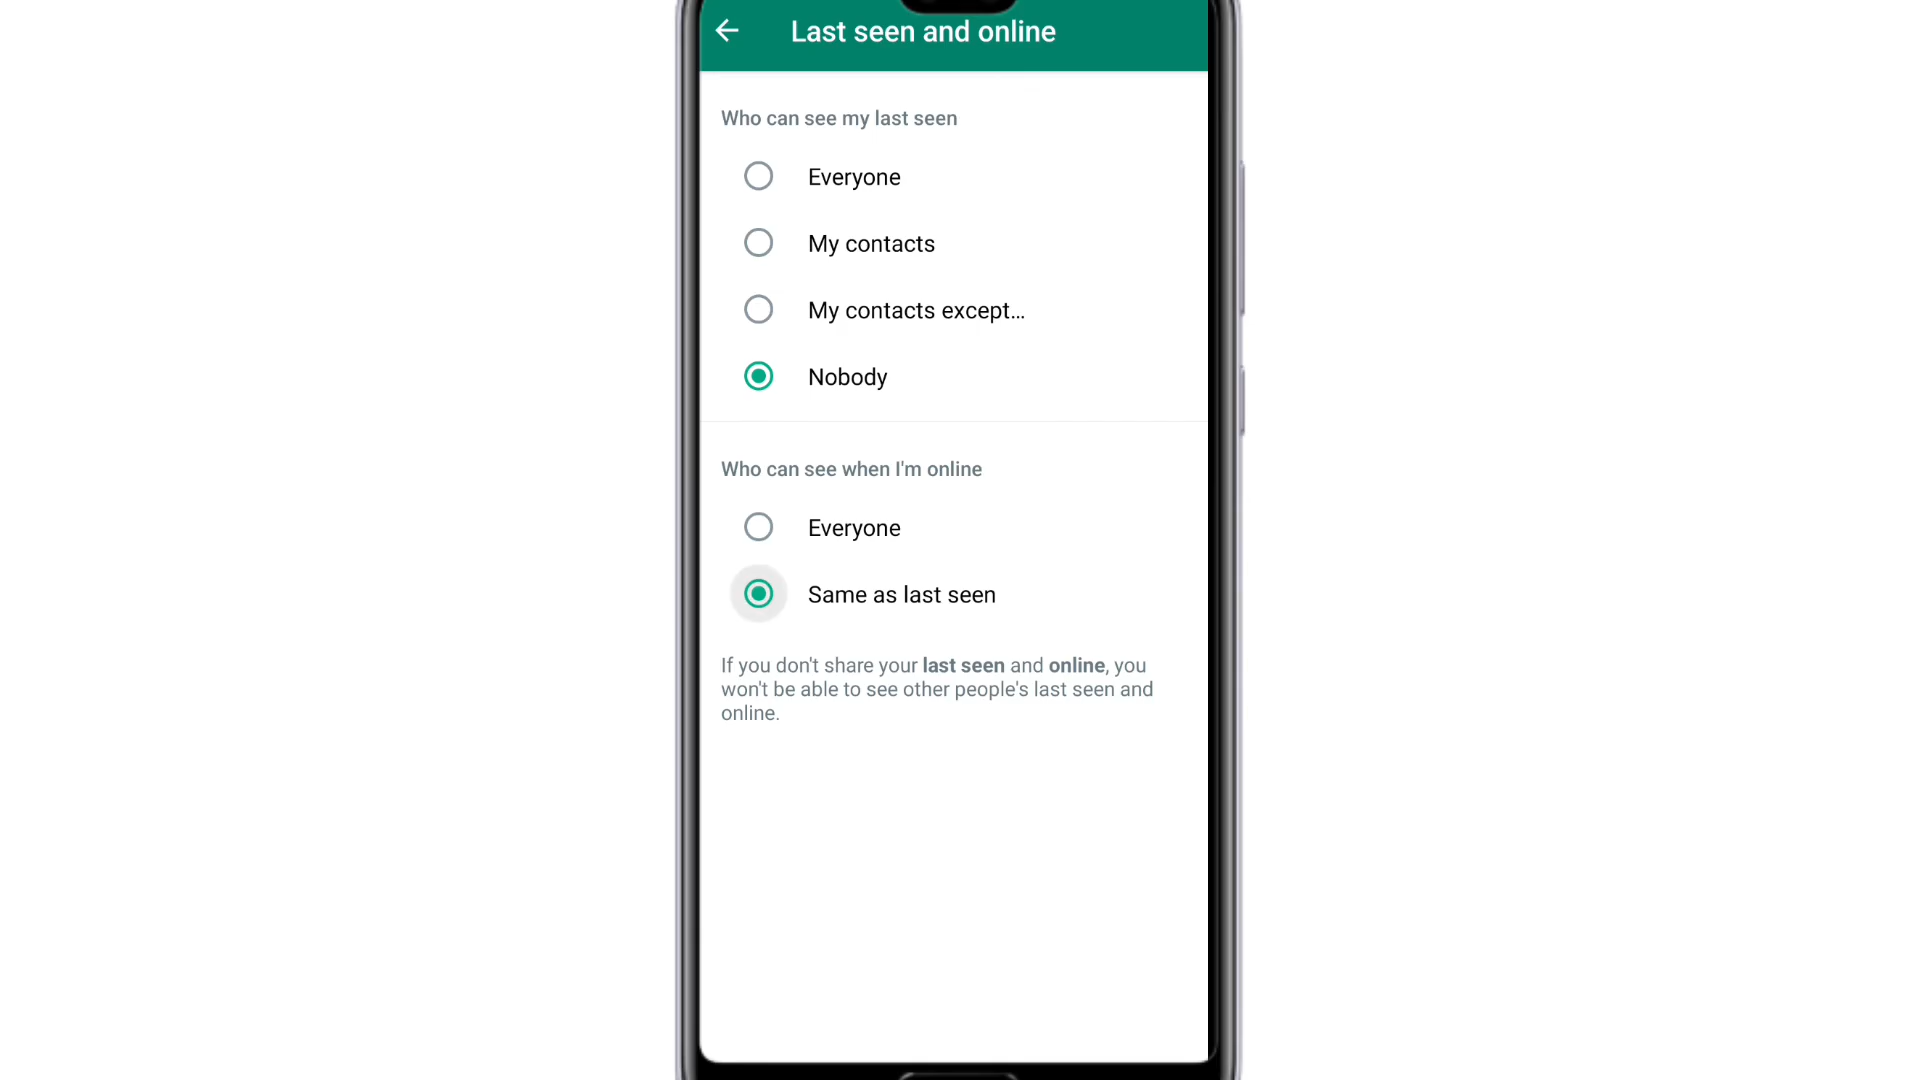 Last seen and online
Who can see my last seen
Everyone
My contacts
My contacts except...
Nobody
Who can see when I'm online
Everyone
Same as last seen
If you don't share your last seen and online, you
won't be able to see other people's last seen and
online.